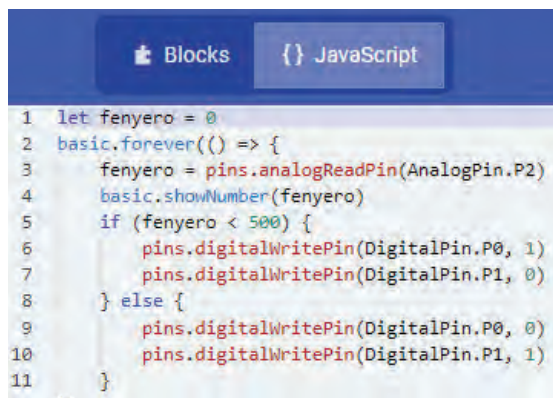 Blocks {} JavaScript
1 let fenyero = 0
2 basic.forever(() => {
3     fenyero = pins.analogReadPin(AnalogPin.P2)
4     basic.showNumber(fenyero)
5     if (fenyero < 500) {
6         pins.digitalWritePin(DigitalPin.P0, 1)
7         pins.digitalWritePin(DigitalPin.P1, 0)
8     } else {
9         pins.digitalWritePin(DigitalPin.P0, 0)
10         pins.digitalWritePin(DigitalPin.P1, 1)
11     }